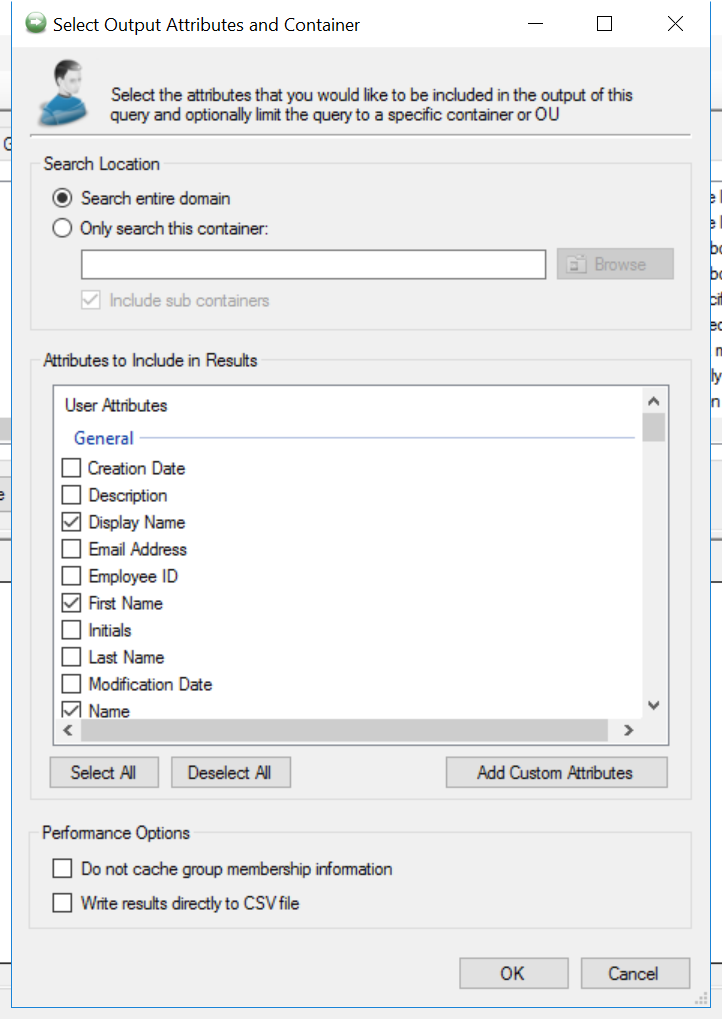 Select Output Attributes and Container
Select the attributes that you would like to be included in the output of this
query and optionally limit the query to a specific container or OU
Search Location
Search entire domain
Only search this container:
Browse
Include sub containers
Attributes to Include in Results
User Attributes
General
Creation Date
Description
Display Name
Email Address
Employee ID
First Name
Initials
Last Name
Modification Date
Name
Select All
Deselect All
Add Custom Attributes
Performance Options
Do not cache group membership information
Write results directly to CSV file
OK
Cancel